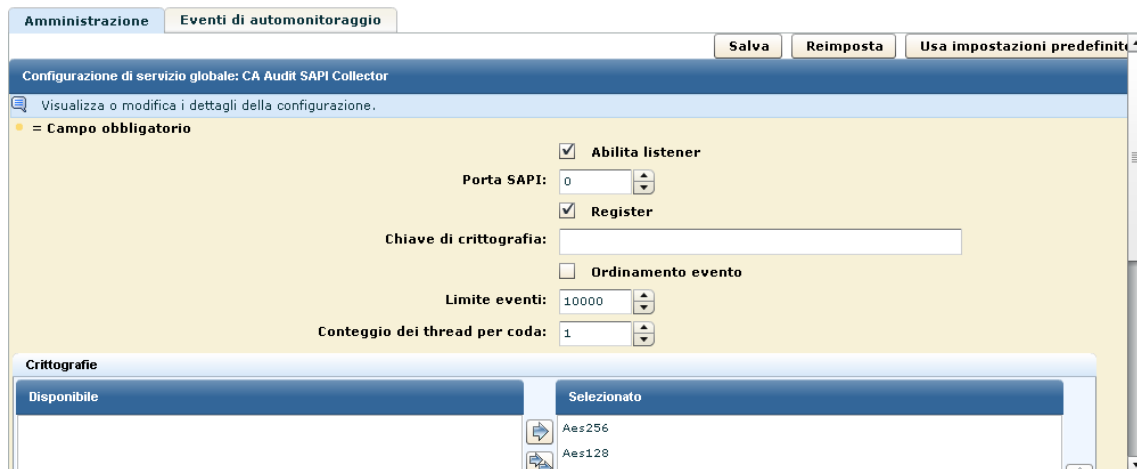 Amministrazione Eventi di automonitoraggio
Salva Reimposta Usa impostazioni predefinite
Configurazione di servizio globale: CA Audit SAPI Collector
Visualizza o modifica i dettagli della configurazione.
= Campo obbligatorio
Abilita listener
Porta SAPI: 0
Register
Chiave di crittografia:
Ordinamento evento
Limite eventi: 10000
Conteggio dei thread per coda: 1
Crittografie
Disponibile Selezionato
Aes256
Aes128